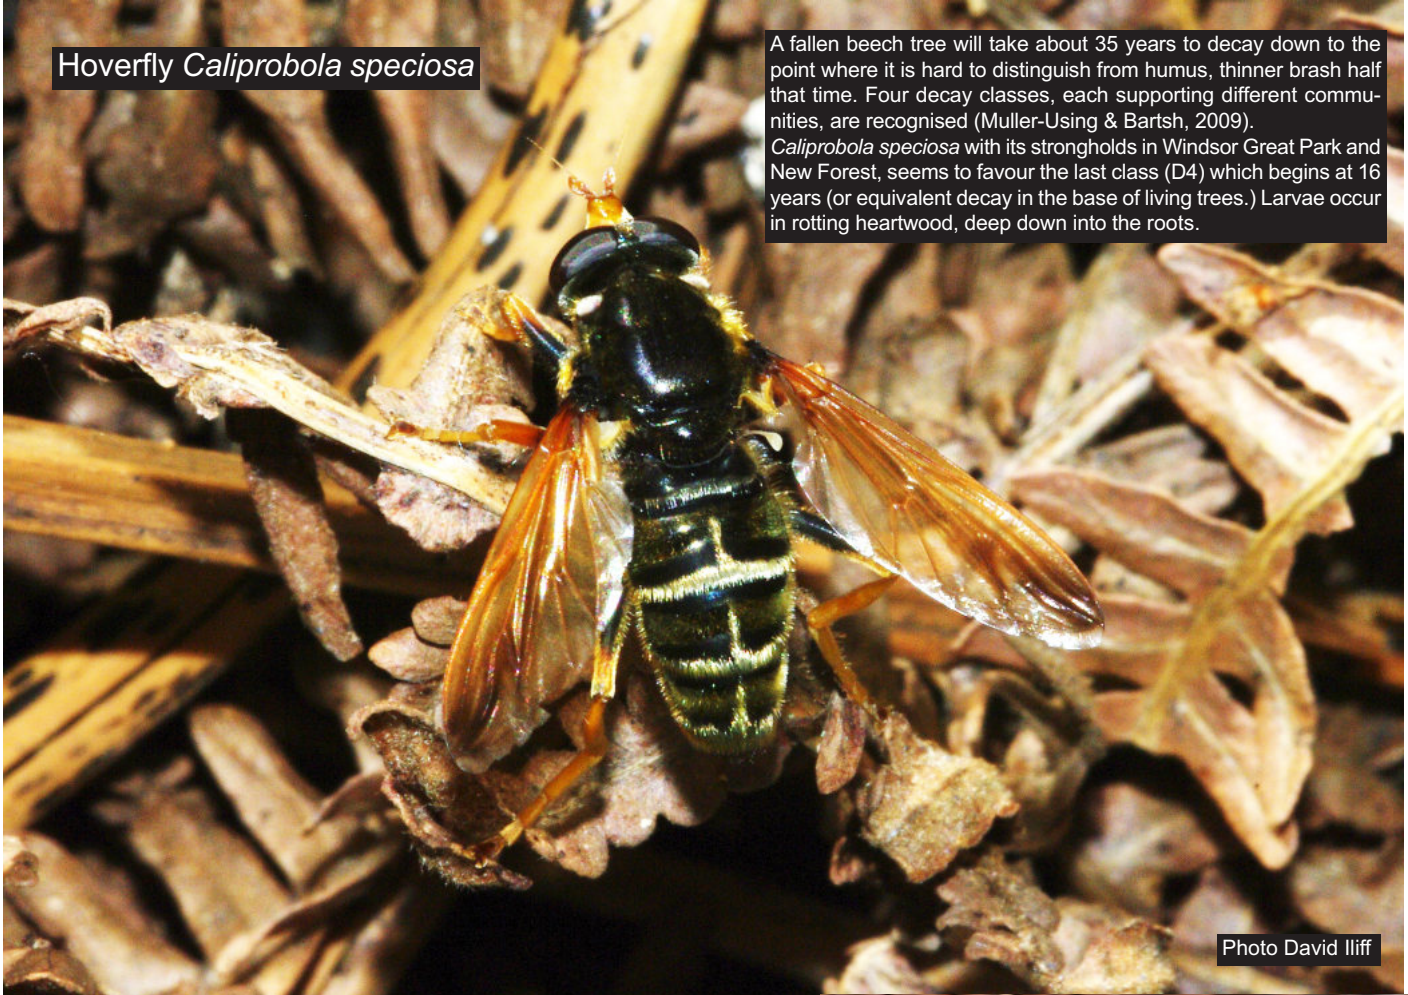 Hoverfly Caliprobola speciosa
A fallen beech tree will take about 35 years to decay down to the
point where it is hard to distinguish from humus, thinner brash half
that time. Four decay classes, each supporting different commu-
nities, are recognised (Muller-Using & Bartsh, 2009).
Caliprobola speciosa with its strongholds in Windsor Great Park and
New Forest, seems to favour the last class (D4) which begins at 16
years (or equivalent decay in the base of living trees.) Larvae occur
in rotting heartwood, deep down into the roots.
Photo David Iliff